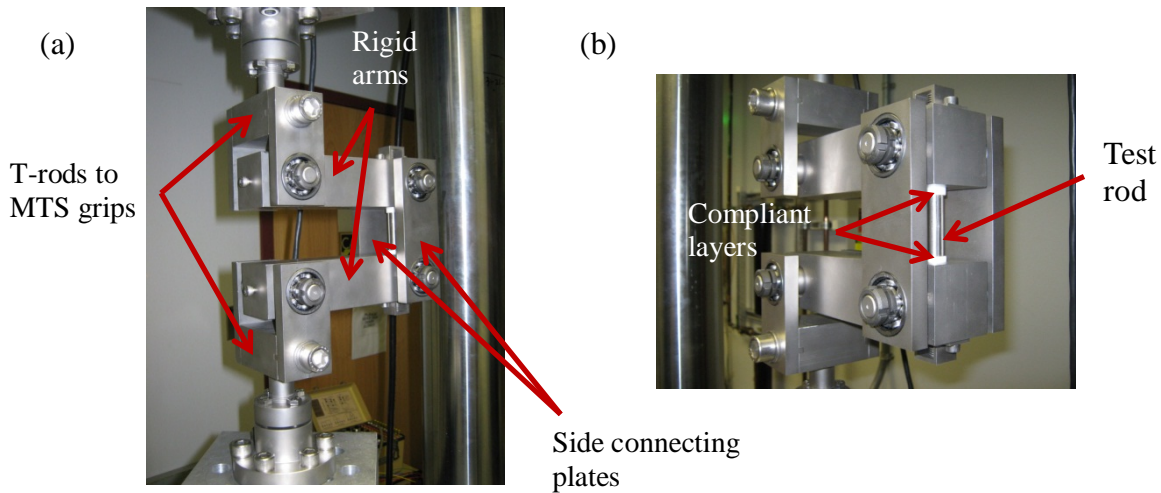 (a)
Rigid
arms
T-rods to
MTS grips
Side connecting
plates
(b)
Compliant
layers
Test
rod